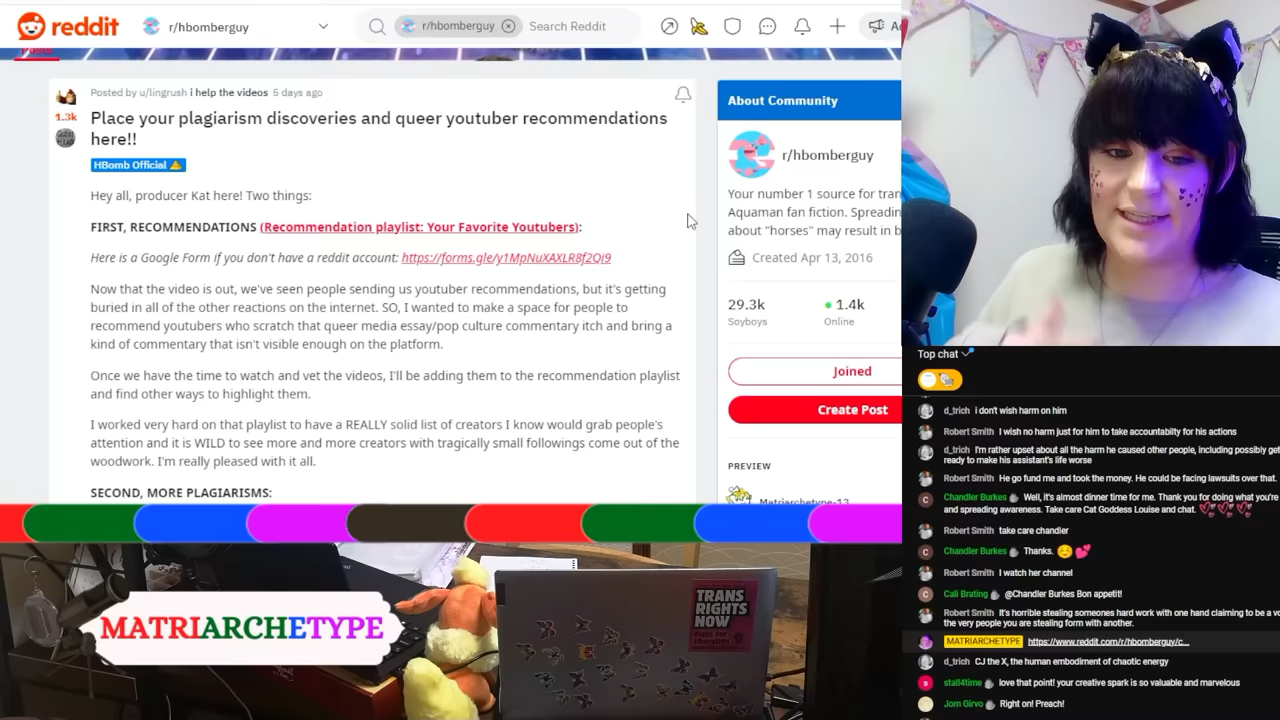 reddit
r/hbomberguy
r/hbomberguy
Search Reddit
Posts
Posted by u/lingrush i help the videos 5 days ago
1.3k
Place your plagiarism discoveries and queer youtuber recommendations
here!!
HBomb Official
Hey all, producer Kat here! Two things:
FIRST, RECOMMENDATIONS (Recommendation playlist: Your Favorite Youtubers):
Here is a Google Form if you don't have a reddit account: https://forms.gle/y1MpNuXAXLR8f2Qj9
Now that the video is out, we've seen people sending us youtuber recommendations, but it's getting
buried in all of the other reactions on the internet. SO, I wanted to make a space for people to
recommend youtubers who scratch that queer media essay/pop culture commentary itch and bring a
kind of commentary that isn't visible enough on the platform.
Once we have the time to watch and vet the videos, I'll be adding them to the recommendation playlist
and find other ways to highlight them.
I worked very hard on that playlist to have a REALLY solid list of creators I know would grab people's
attention and it is WILD to see more and more creators with tragically small followings come out of the
woodwork. I'm really pleased with it all.
SECOND, MORE PLAGIARISMS:
About Community
r/hbomberguy
Your number 1 source for tran
Aquaman fan fiction. Spreading
about "horses" may result in b
Created Apr 13, 2016
29.3k
1.4k
Soyboys
Online
Joined
Create Post
PREVIEW
Matriarchetype-13
MATRIARCHETYPE
TRANS
RIGHTS
NOW
Fight for
liberation
Top chat
d_trich i don't wish harm on him
Robert Smith I wish no harm just for him to take accountabilty for his actions
d_trich I'm rather upset about all the harm he caused other people, including possibly get
ready to make his assistant's life worse
Robert Smith He go fund me and took the money. He could be facing lawsuits over that.
Chandler Burkes Well, it's almost dinner time for me. Thank you for doing what you're
and spreading awareness. Take care Cat Goddess Louise and chat.
Robert Smith take care chandler
Chandler Burkes Thanks.
Robert Smith I watch her channel
Cali Brating @Chandler Burkes Bon appetit!
Robert Smith It's horrible stealing someones hard work with one hand claiming to be a vo
the very people you are stealing form with another.
MATRIARCHETYPE https://www.reddit.com/r/hbomberguy/c...
d_trich CJ the X, the human embodiment of chaotic energy
stall4time love that point! your creative spark is so valuable and marvelous
Jom Girvo Right on! Preach!